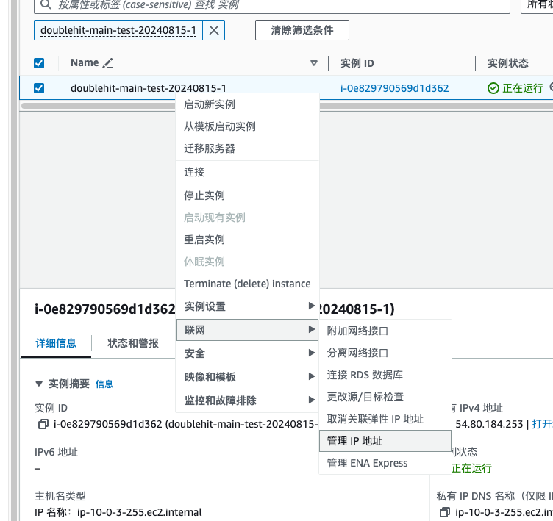 按属性或标签 (case-sensitive) 查找 实例
所有状
doublehit-main-test-20240815-1
清除筛选条件
Name
实例 ID
实例状态
doublehit-main-test-20240815-1
i-0e829790569d1d362
正在运行
启动新实例
从模板启动实例
迁移服务器
连接
停止实例
启动现有实例
重启实例
休眠实例
Terminate (delete) Instance
实例设置
联网
安全
映像和模板
监控和故障排除
附加网络接口
分离网络接口
连接 RDS 数据库
更改源/目标检查
取消关联弹性 IP 地址
管理 IP 地址
管理 ENA Express
i-0e829790569d1d362
20240815-1)
详细信息
状态和警报
实例摘要 信息
实例 ID
i-0e829790569d1d362 (doublehit-main-test-20240815-
IPv4 地址
54.80.184.253 | 打开
IPv6 地址
–
状态
正在运行
主机名类型
IP 名称：ip-10-0-3-255.ec2.internal
私有 IP DNS 名称（仅限 I
ip-10-0-3-255.ec2.